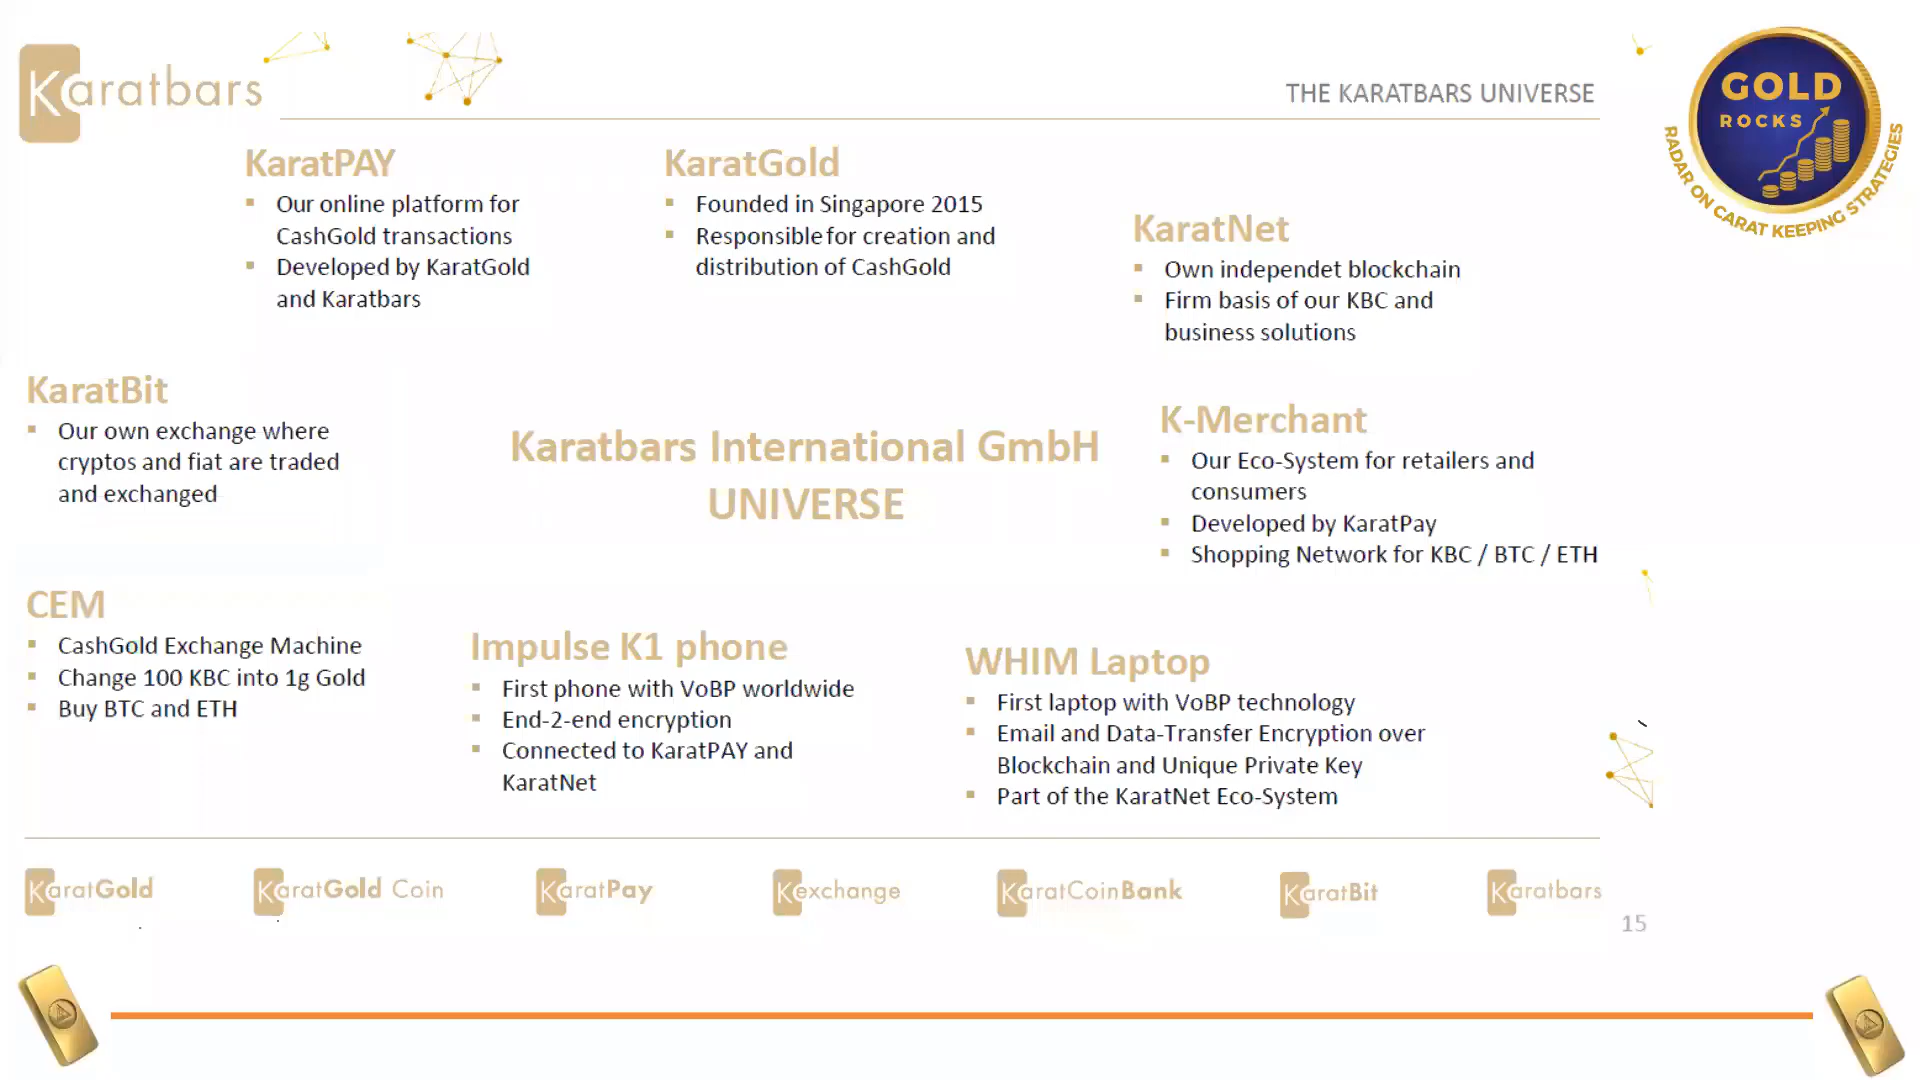 Karatbars
THE KARATBARS UNIVERSE
GOLD
ROCKS
RADAR ON CARAT KEEPING STRATEGIES
KaratPAY
Our online platform for
CashGold transactions
Developed by KaratGold
and Karatbars
KaratGold
Founded in Singapore 2015
Responsible for creation and
distribution of CashGold
KaratNet
Own independet blockchain
Firm basis of our KBC and
business solutions
KaratBit
Our own exchange where
cryptos and fiat are traded
and exchanged
Karatbars International GmbH
UNIVERSE
K-Merchant
Our Eco-System for retailers and
consumers
Developed by KaratPay
Shopping Network for KBC / BTC / ETH
CEM
CashGold Exchange Machine
Change 100 KBC into 1g Gold
Buy BTC and ETH
Impulse K1 phone
First phone with VoBP worldwide
End-2-end encryption
Connected to KaratPAY and
KaratNet
WHIM Laptop
First laptop with VoBP technology
Email and Data-Transfer Encryption over
Blockchain and Unique Private Key
Part of the KaratNet Eco-System
KaratGold
KaratGold Coin
KaratPay
Kexchange
KaratCoinBank
KaratBit
Karatbars
15